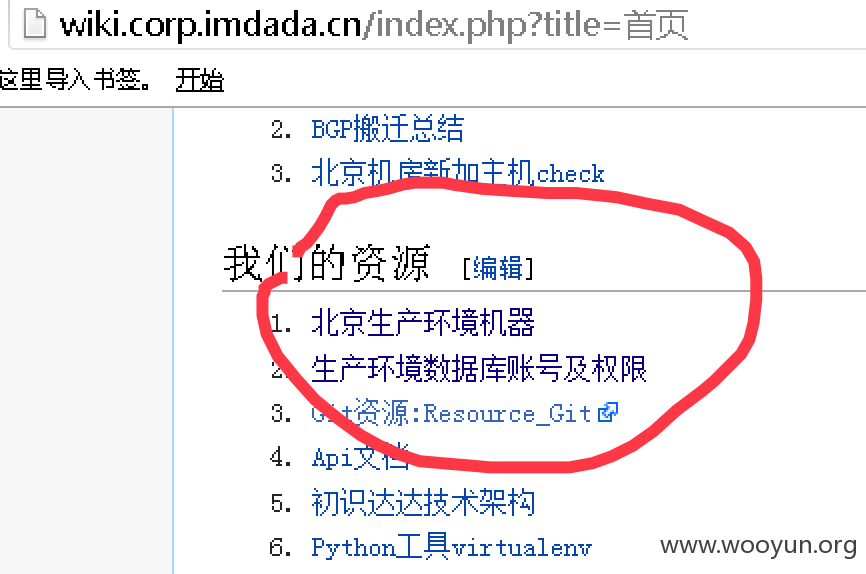 wiki.corp.imdada.cn/index.php?title=首页
这里导入书签。 开始
2. BGP搬迁总结
3. 北京机房新加主机check
我们的资源 [编辑]
1. 北京生产环境机器
2. 生产环境数据库账号及权限
3. Git资源:Resource_Git
4. Api文档
5. 初识达达技术架构
6. Python工具virtualenv
www.wooyun.org